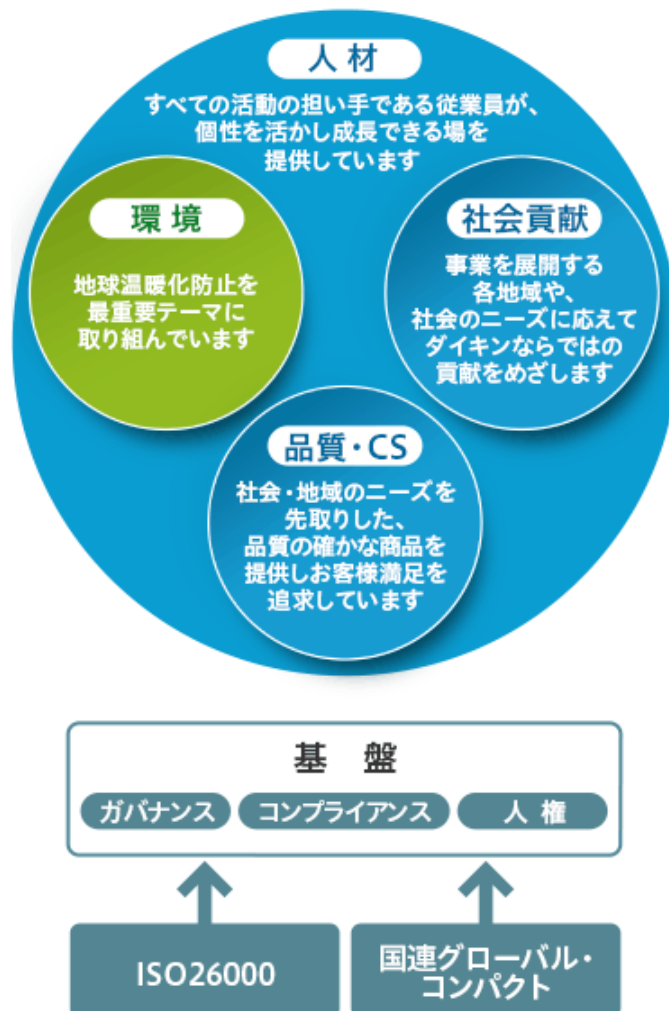 人材
すべての活動の担い手である従業員が、
個性を活かし成長できる場を
提供しています
環境
地球温暖化防止を
最重要テーマに
取り組んでいます
社会貢献
事業を展開する
各地域や、
社会のニーズに応えて
ダイキンならではの
貢献をめざします
品質・CS
社会・地域のニーズを
先取りした、
品質の確かな商品を
提供しお客様満足を
追求しています
基盤
ガバナンス
コンプライアンス
人権
ISO26000
国連グローバル・
コンパクト